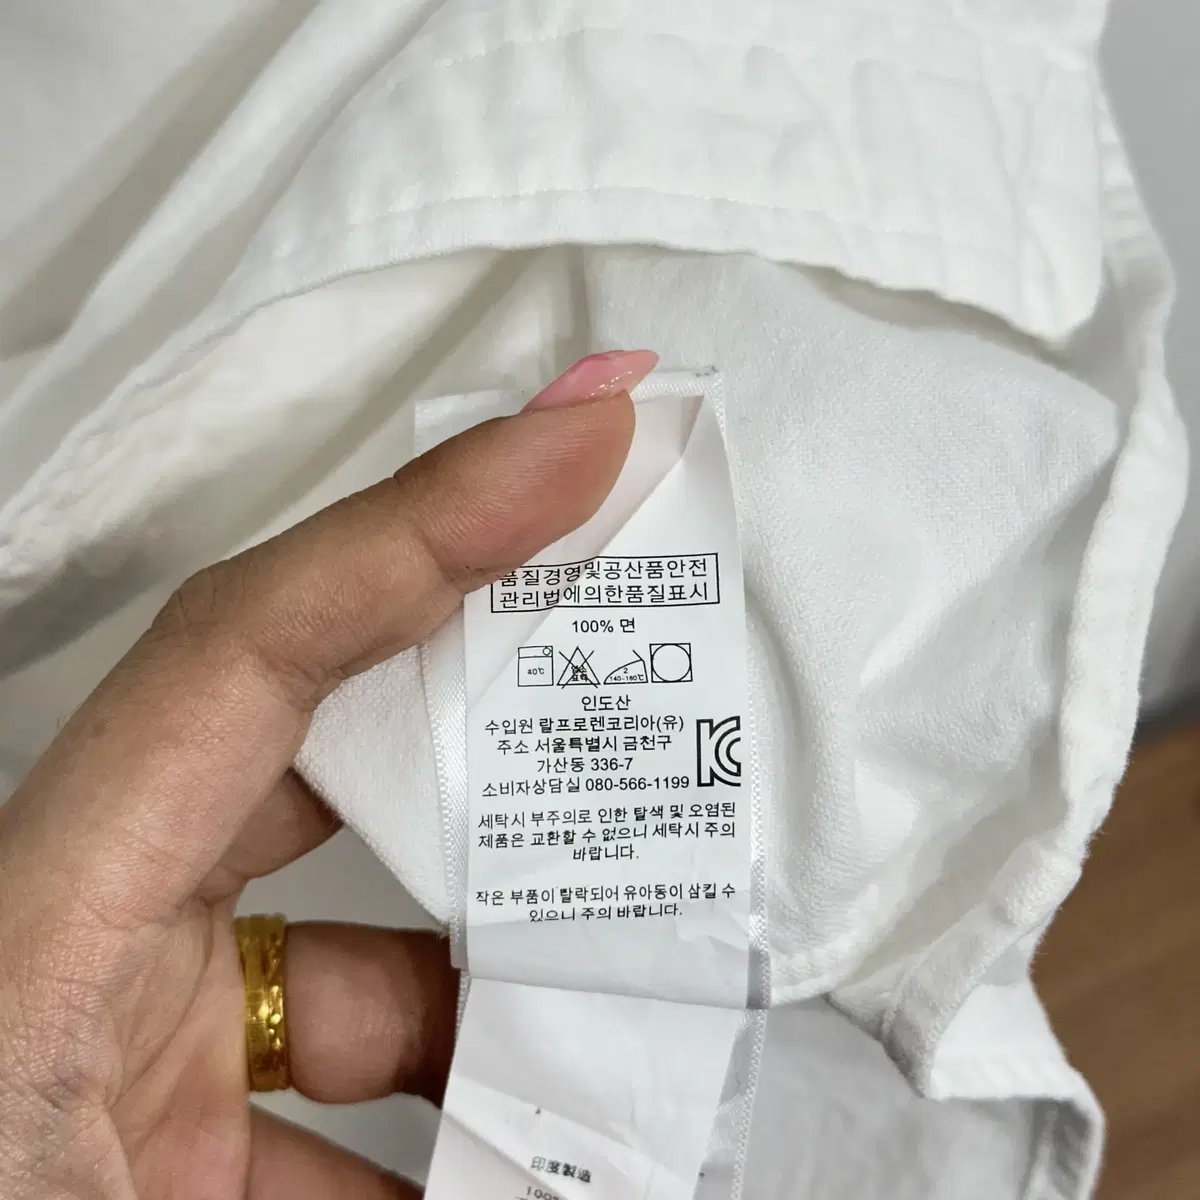 품질경영및공산품안전
관리법에의한품질표시
100% 면
40℃
염소
표백
2
140-160℃
인도산
수입원 랄프로렌코리아(유)
주소 서울특별시 금천구
가산동 336-7
소비자상담실 080-566-1199
세탁시 부주의로 인한 탈색 및 오염된
제품은 교환할 수 없으니 세탁시 주의
바랍니다.
작은 부품이 탈락되어 유아동이 삼킬 수
있으니 주의 바랍니다.
印度製造